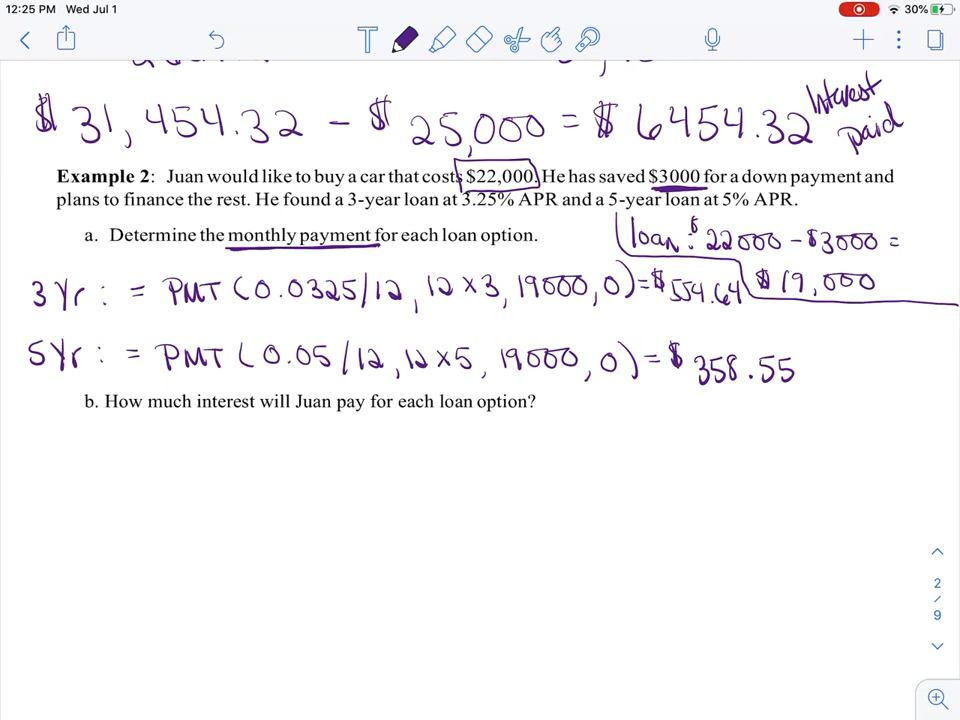 12:25 PM Wed Jul 1
30%
T
$ 31,454.32 - $ 25,000 = $ 6454.32 Interest paid
Example 2: Juan would like to buy a car that costs $22,000. He has saved $3000 for a down payment and
plans to finance the rest. He found a 3-year loan at 3.25% APR and a 5-year loan at 5% APR.
a. Determine the monthly payment for each loan option.
loan: $22000 - $3000 =
$ 19,000
3 Yr : = PMT (0.0325/12, 12 x 3, 19000, 0) = $554.64
5 Yr : = PMT (0.05/12, 12 x 5, 19000, 0) = $ 358.55
b. How much interest will Juan pay for each loan option?
2
/
9